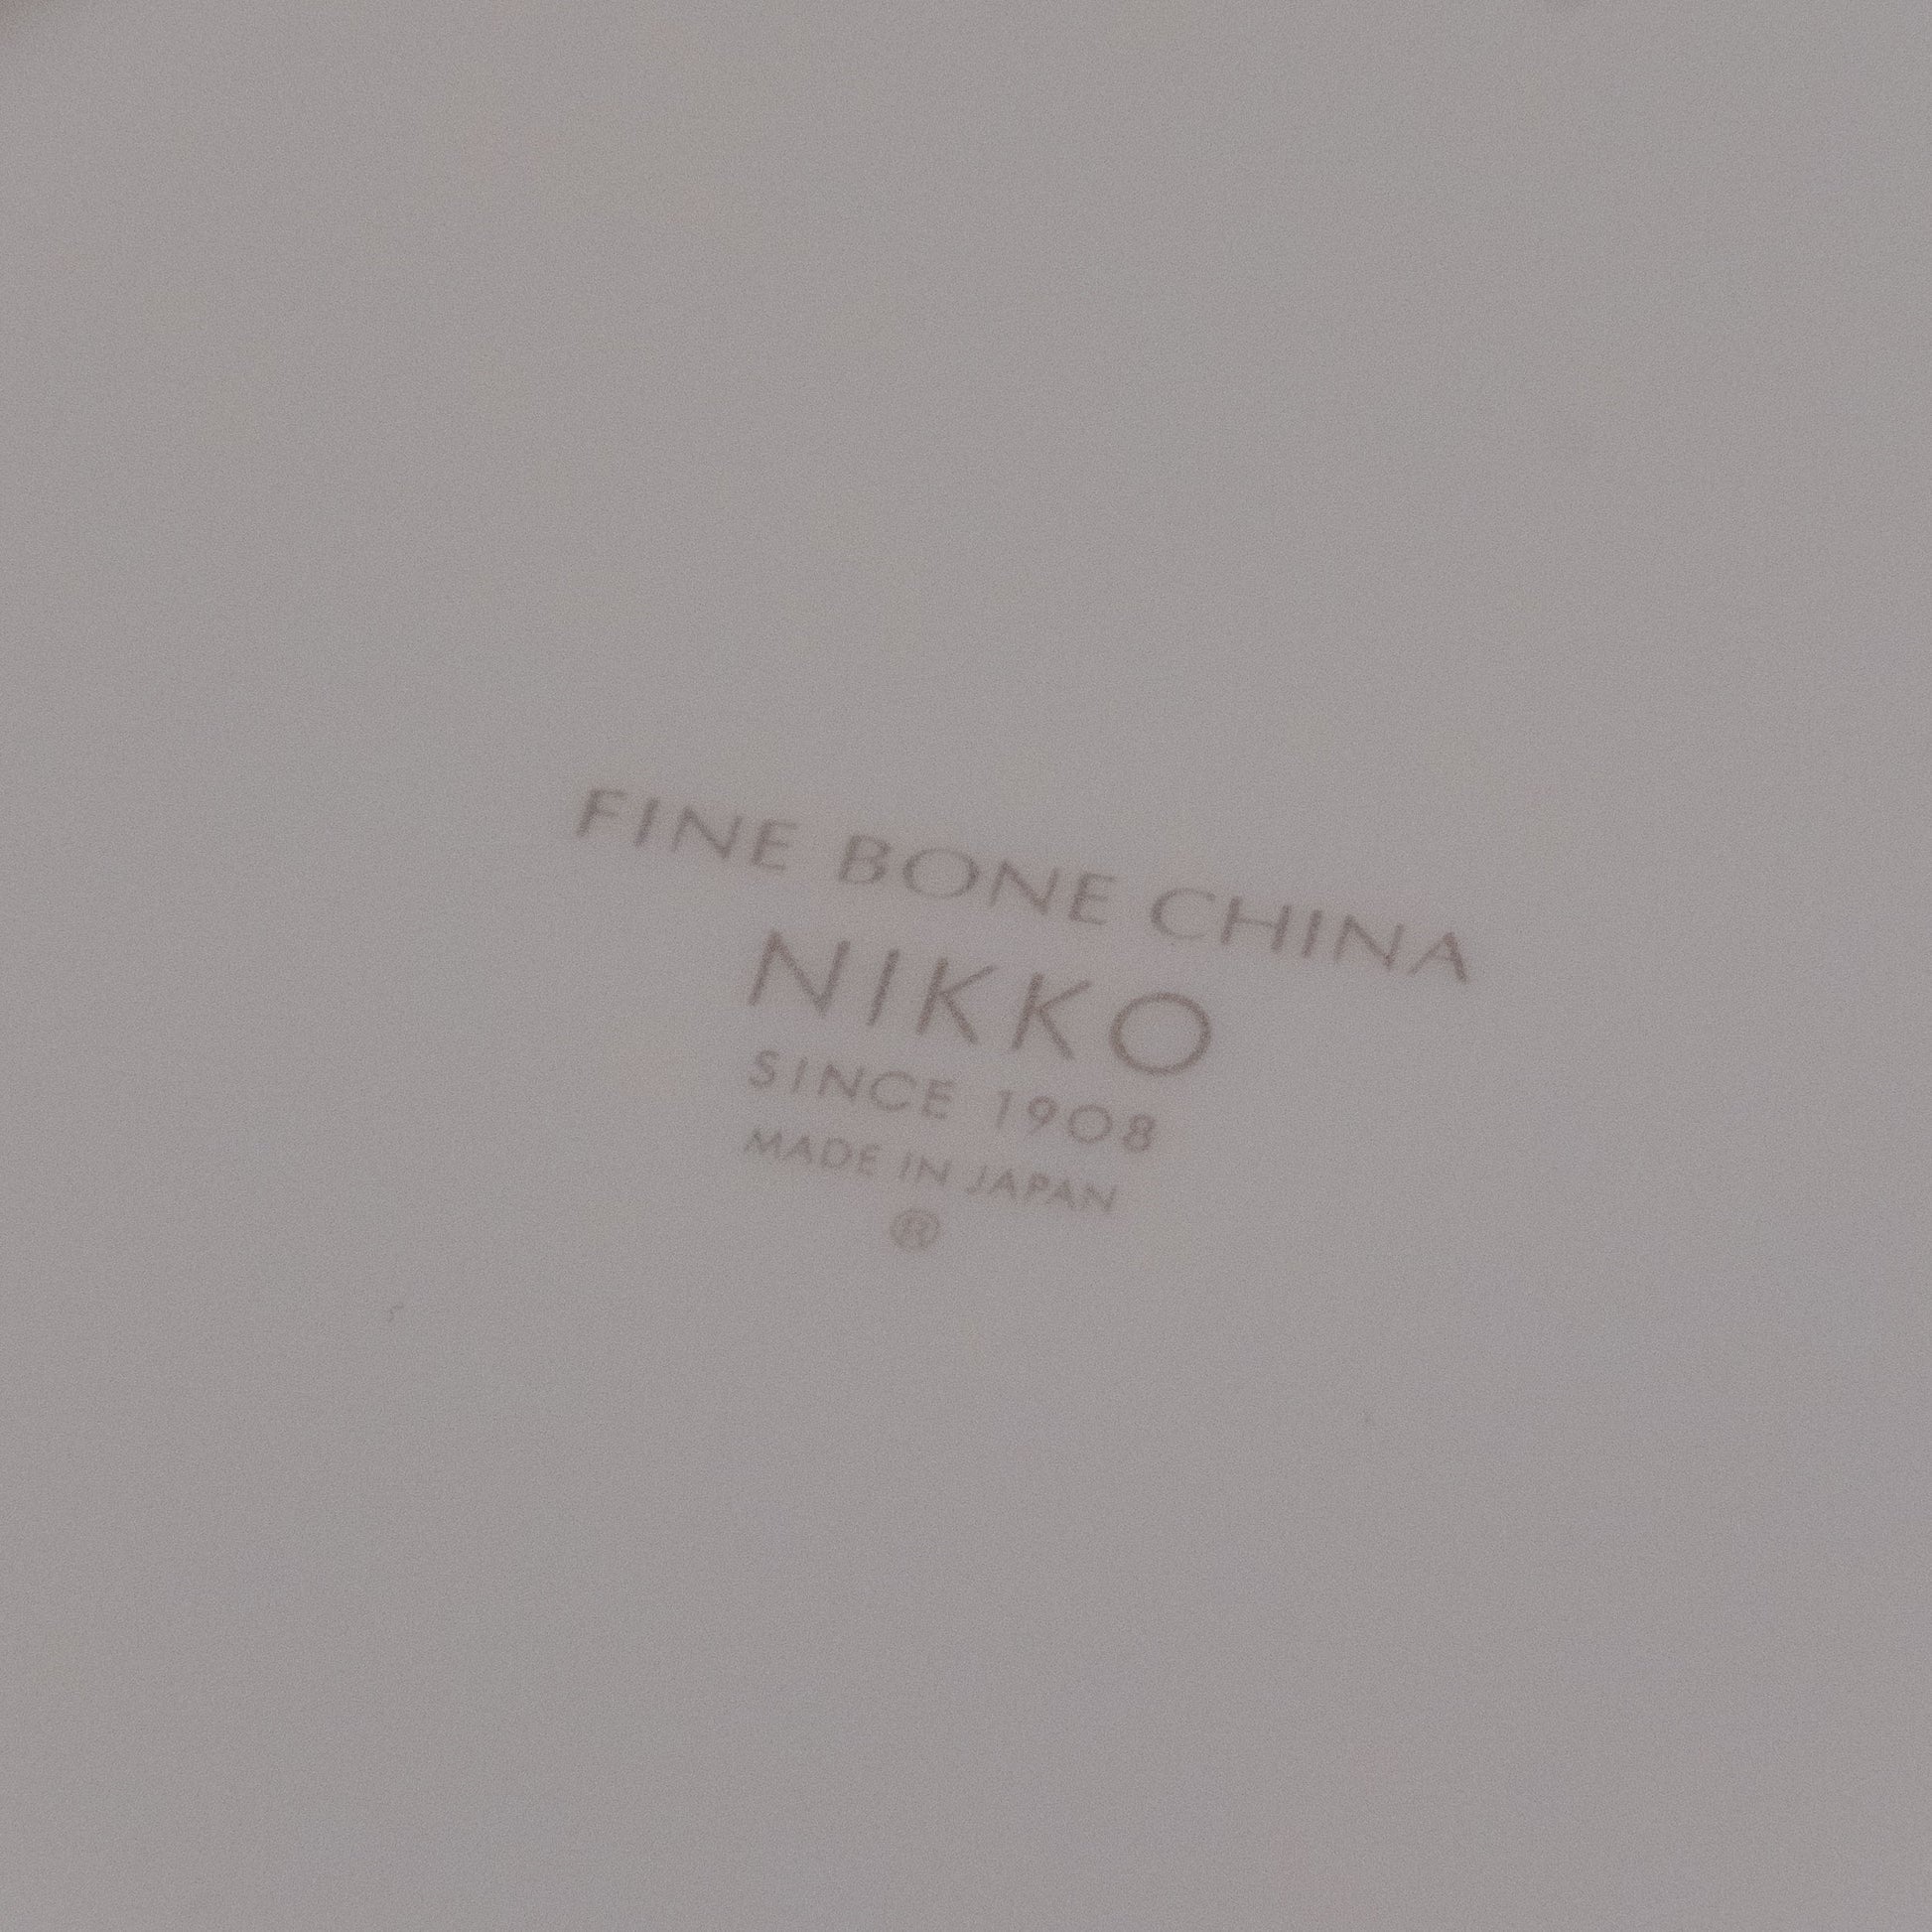 FINE BONE CHINA
NIKKO
SINCE 1908
MADE IN JAPAN
®